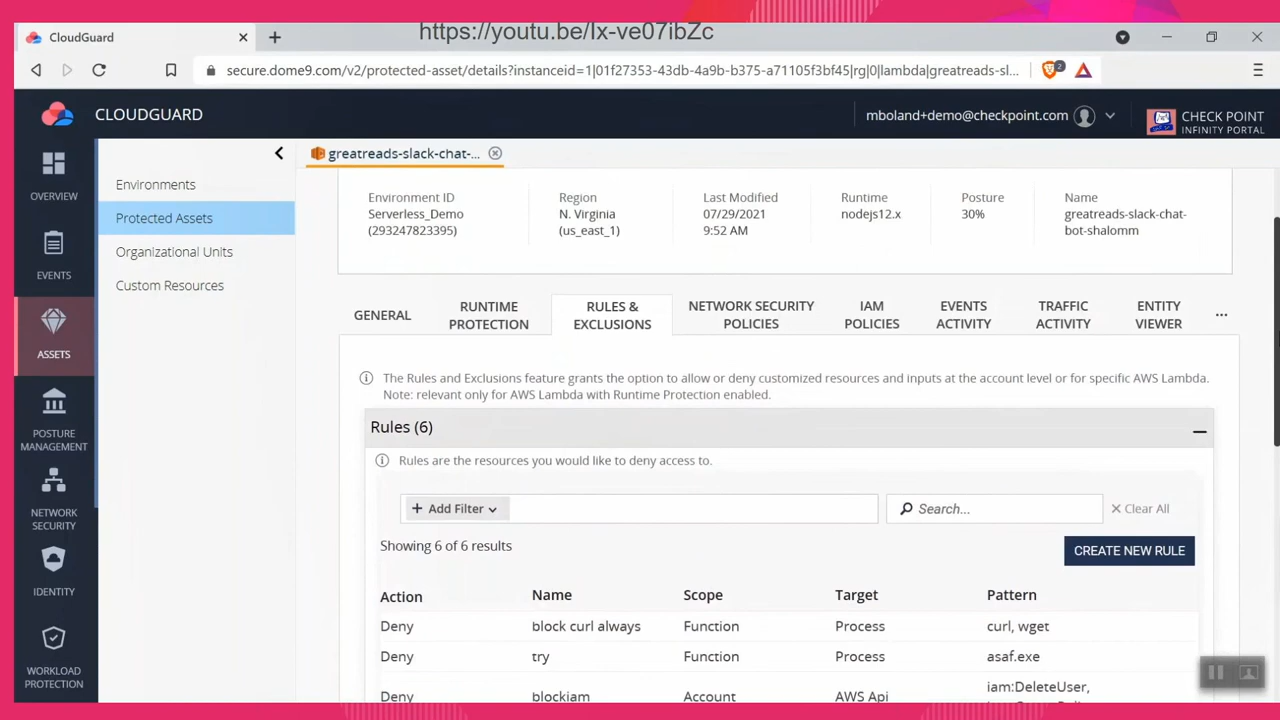 https://youtu.be/Ix-ve07ibZc
CloudGuard
secure.dome9.com/v2/protected-asset/details?instanceid=1|01f27353-43db-4a9b-b375-a71105f3bf45|rg|0|lambda|greatreads-sl...
2
CLOUDGUARD
mboland+demo@checkpoint.com
CHECK POINT
INFINITY PORTAL
OVERVIEW
EVENTS
ASSETS
POSTURE
MANAGEMENT
NETWORK
SECURITY
IDENTITY
WORKLOAD
PROTECTION
Environments
Protected Assets
Organizational Units
Custom Resources
greatreads-slack-chat-...
Environment ID
Serverless_Demo
(293247823395)
Region
N. Virginia
(us_east_1)
Last Modified
07/29/2021
9:52 AM
Runtime
nodejs12.x
Posture
30%
Name
greatreads-slack-chat-
bot-shalomm
GENERAL
RUNTIME
PROTECTION
RULES &
EXCLUSIONS
NETWORK SECURITY
POLICIES
IAM
POLICIES
EVENTS
ACTIVITY
TRAFFIC
ACTIVITY
ENTITY
VIEWER
...
The Rules and Exclusions feature grants the option to allow or deny customized resources and inputs at the account level or for specific AWS Lambda.
Note: relevant only for AWS Lambda with Runtime Protection enabled.
Rules (6)
Rules are the resources you would like to deny access to.
+ Add Filter
Search...
Clear All
Showing 6 of 6 results
CREATE NEW RULE
Action Name Scope Target Pattern
Deny block curl always Function Process curl, wget
Deny try Function Process asaf.exe
Deny blockiam Account AWS Api iam:DeleteUser,